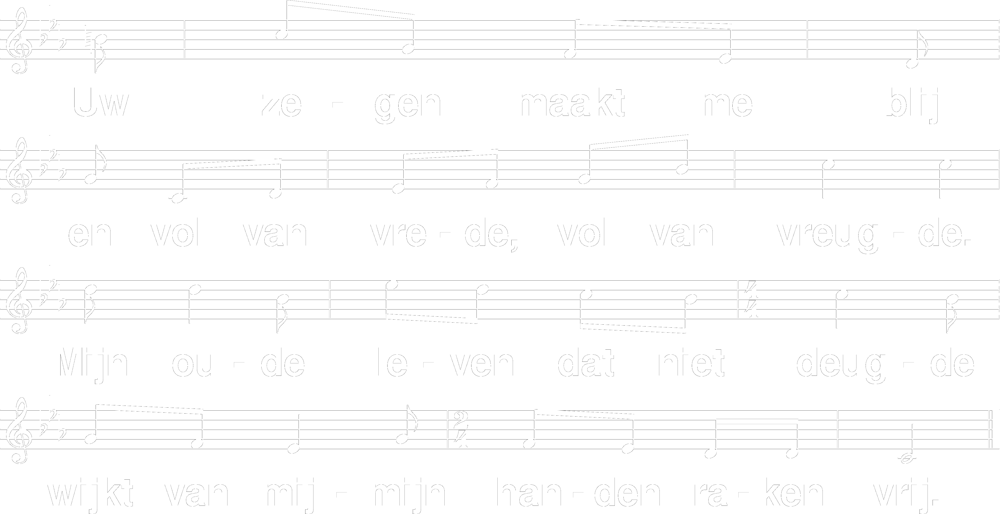 Uw ze - gen maakt me blij
en vol van vre - de, vol van vreug - de.
Mijn ou - de le - ven dat niet deug - de
wijkt van mij - mijn han - den ra - ken vrij.